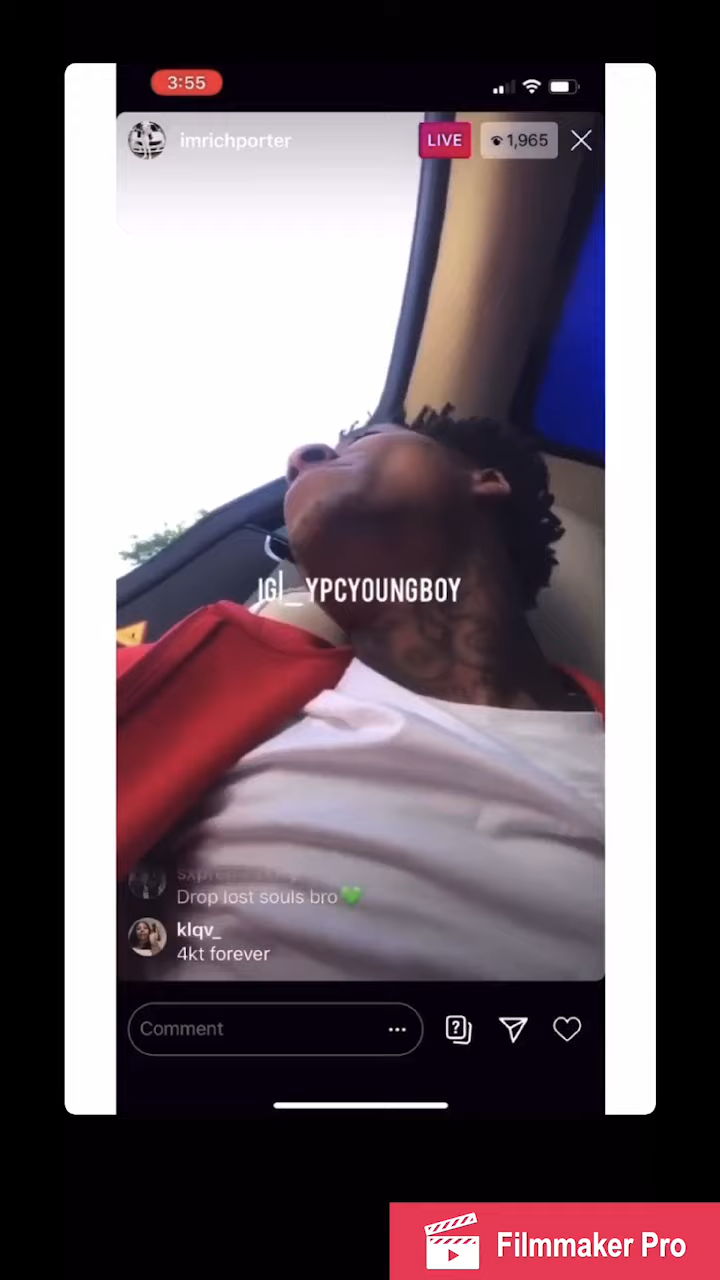 3:55
imrichporter
LIVE
1,965
IG|_YPCYOUNGBOY
Drop lost souls bro💚
klqv_
4kt forever
Comment
Filmmaker Pro